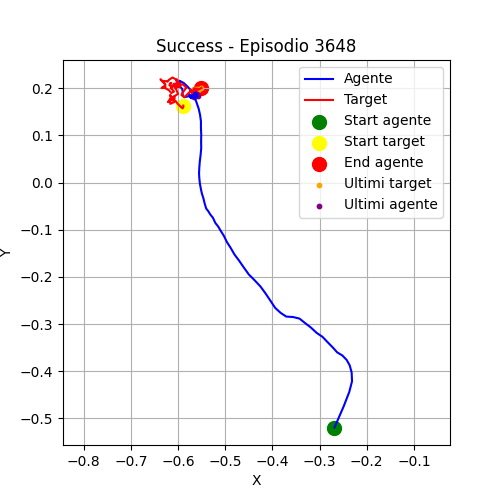 Success - Episodio 3648
Agente
Target
Start agente
Start target
End agente
Ultimi target
Ultimi agente
0.2
0.1
0.0
−0.1
−0.2
−0.3
−0.4
−0.5
Y
−0.8 −0.7 −0.6 −0.5 −0.4 −0.3 −0.2 −0.1
X